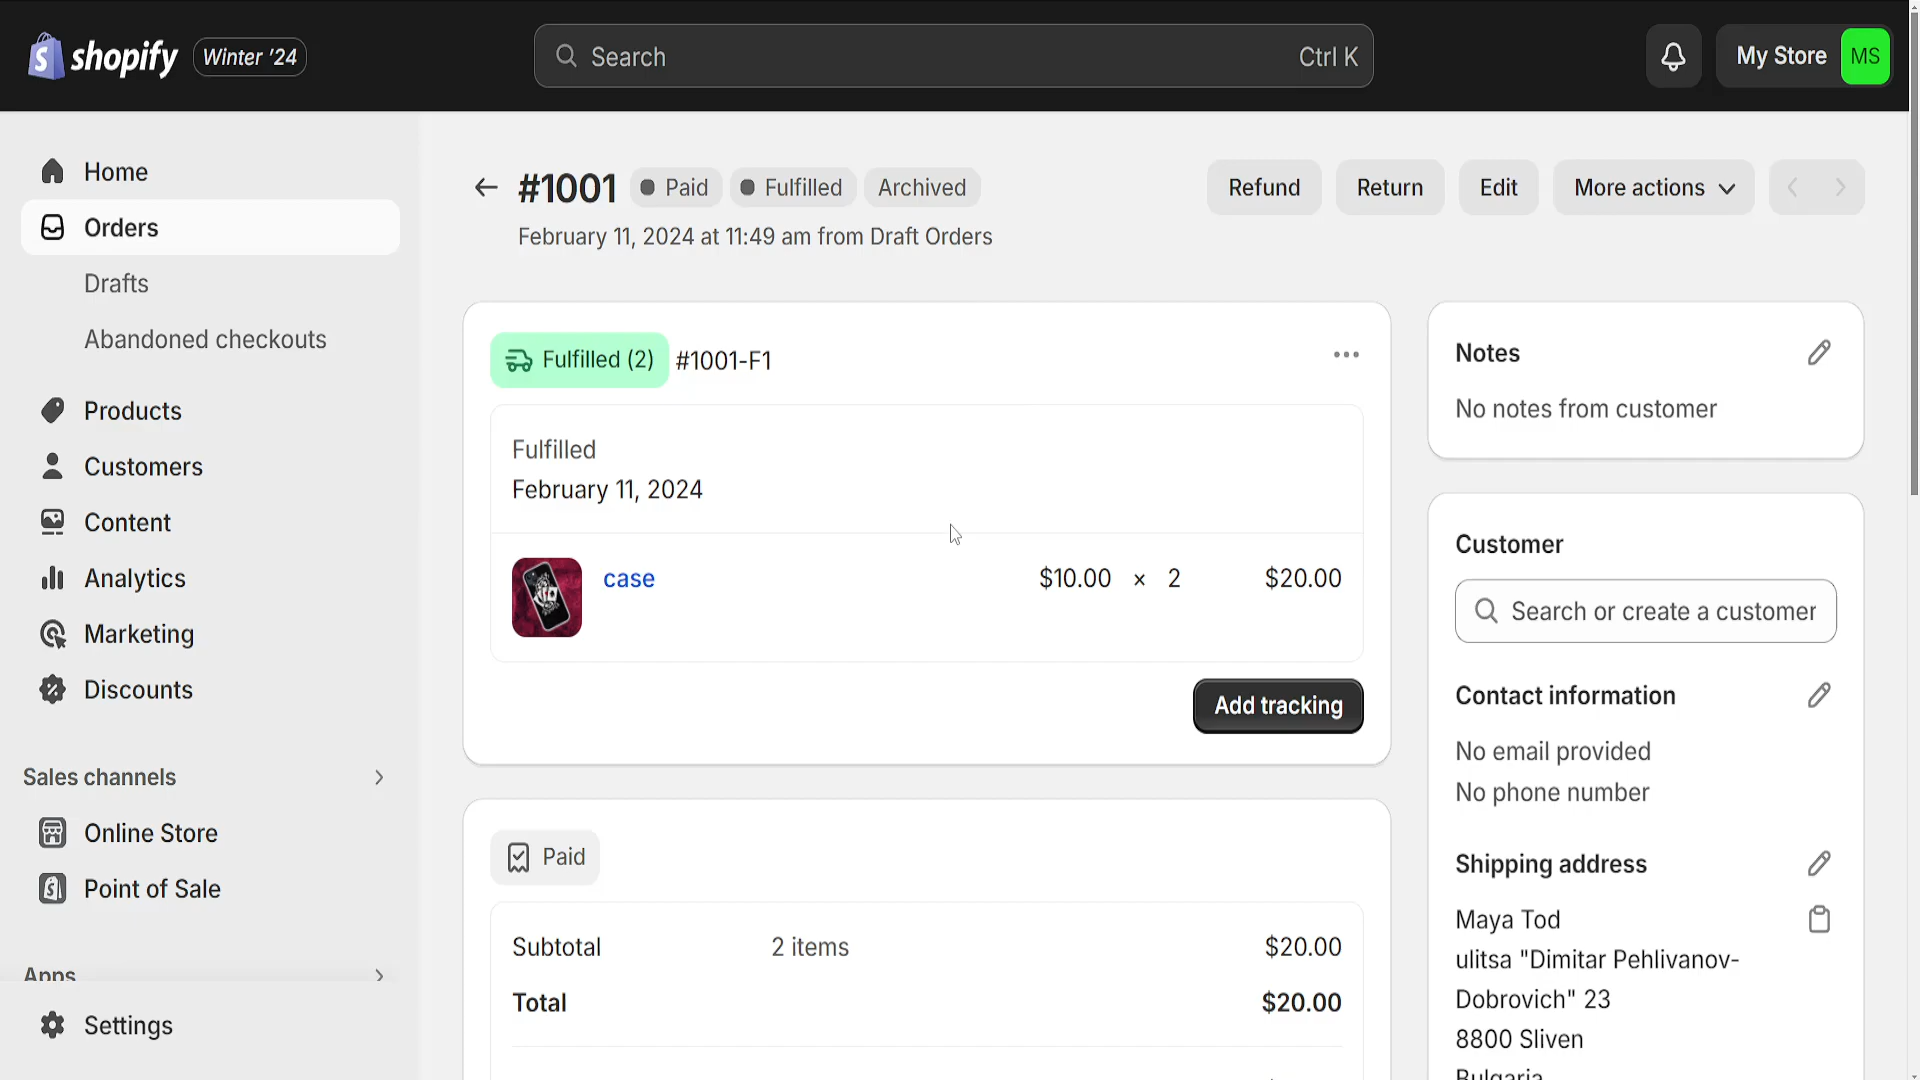 shopify Winter '24
Search Ctrl K
My Store MS
Home
Orders
Drafts
Abandoned checkouts
Products
Customers
Content
Analytics
Marketing
Discounts
Sales channels
Online Store
Point of Sale
Apps
Settings
#1001 Paid Fulfilled Archived
February 11, 2024 at 11:49 am from Draft Orders
Refund Return Edit More actions
Fulfilled (2) #1001-F1
Fulfilled
February 11, 2024
case $10.00 × 2 $20.00
Add tracking
Paid
Subtotal 2 items $20.00
Total $20.00
Notes
No notes from customer
Customer
Search or create a customer
Contact information
No email provided
No phone number
Shipping address
Maya Tod
ulitsa "Dimitar Pehlivanov-
Dobrovich" 23
8800 Sliven
Bulgaria